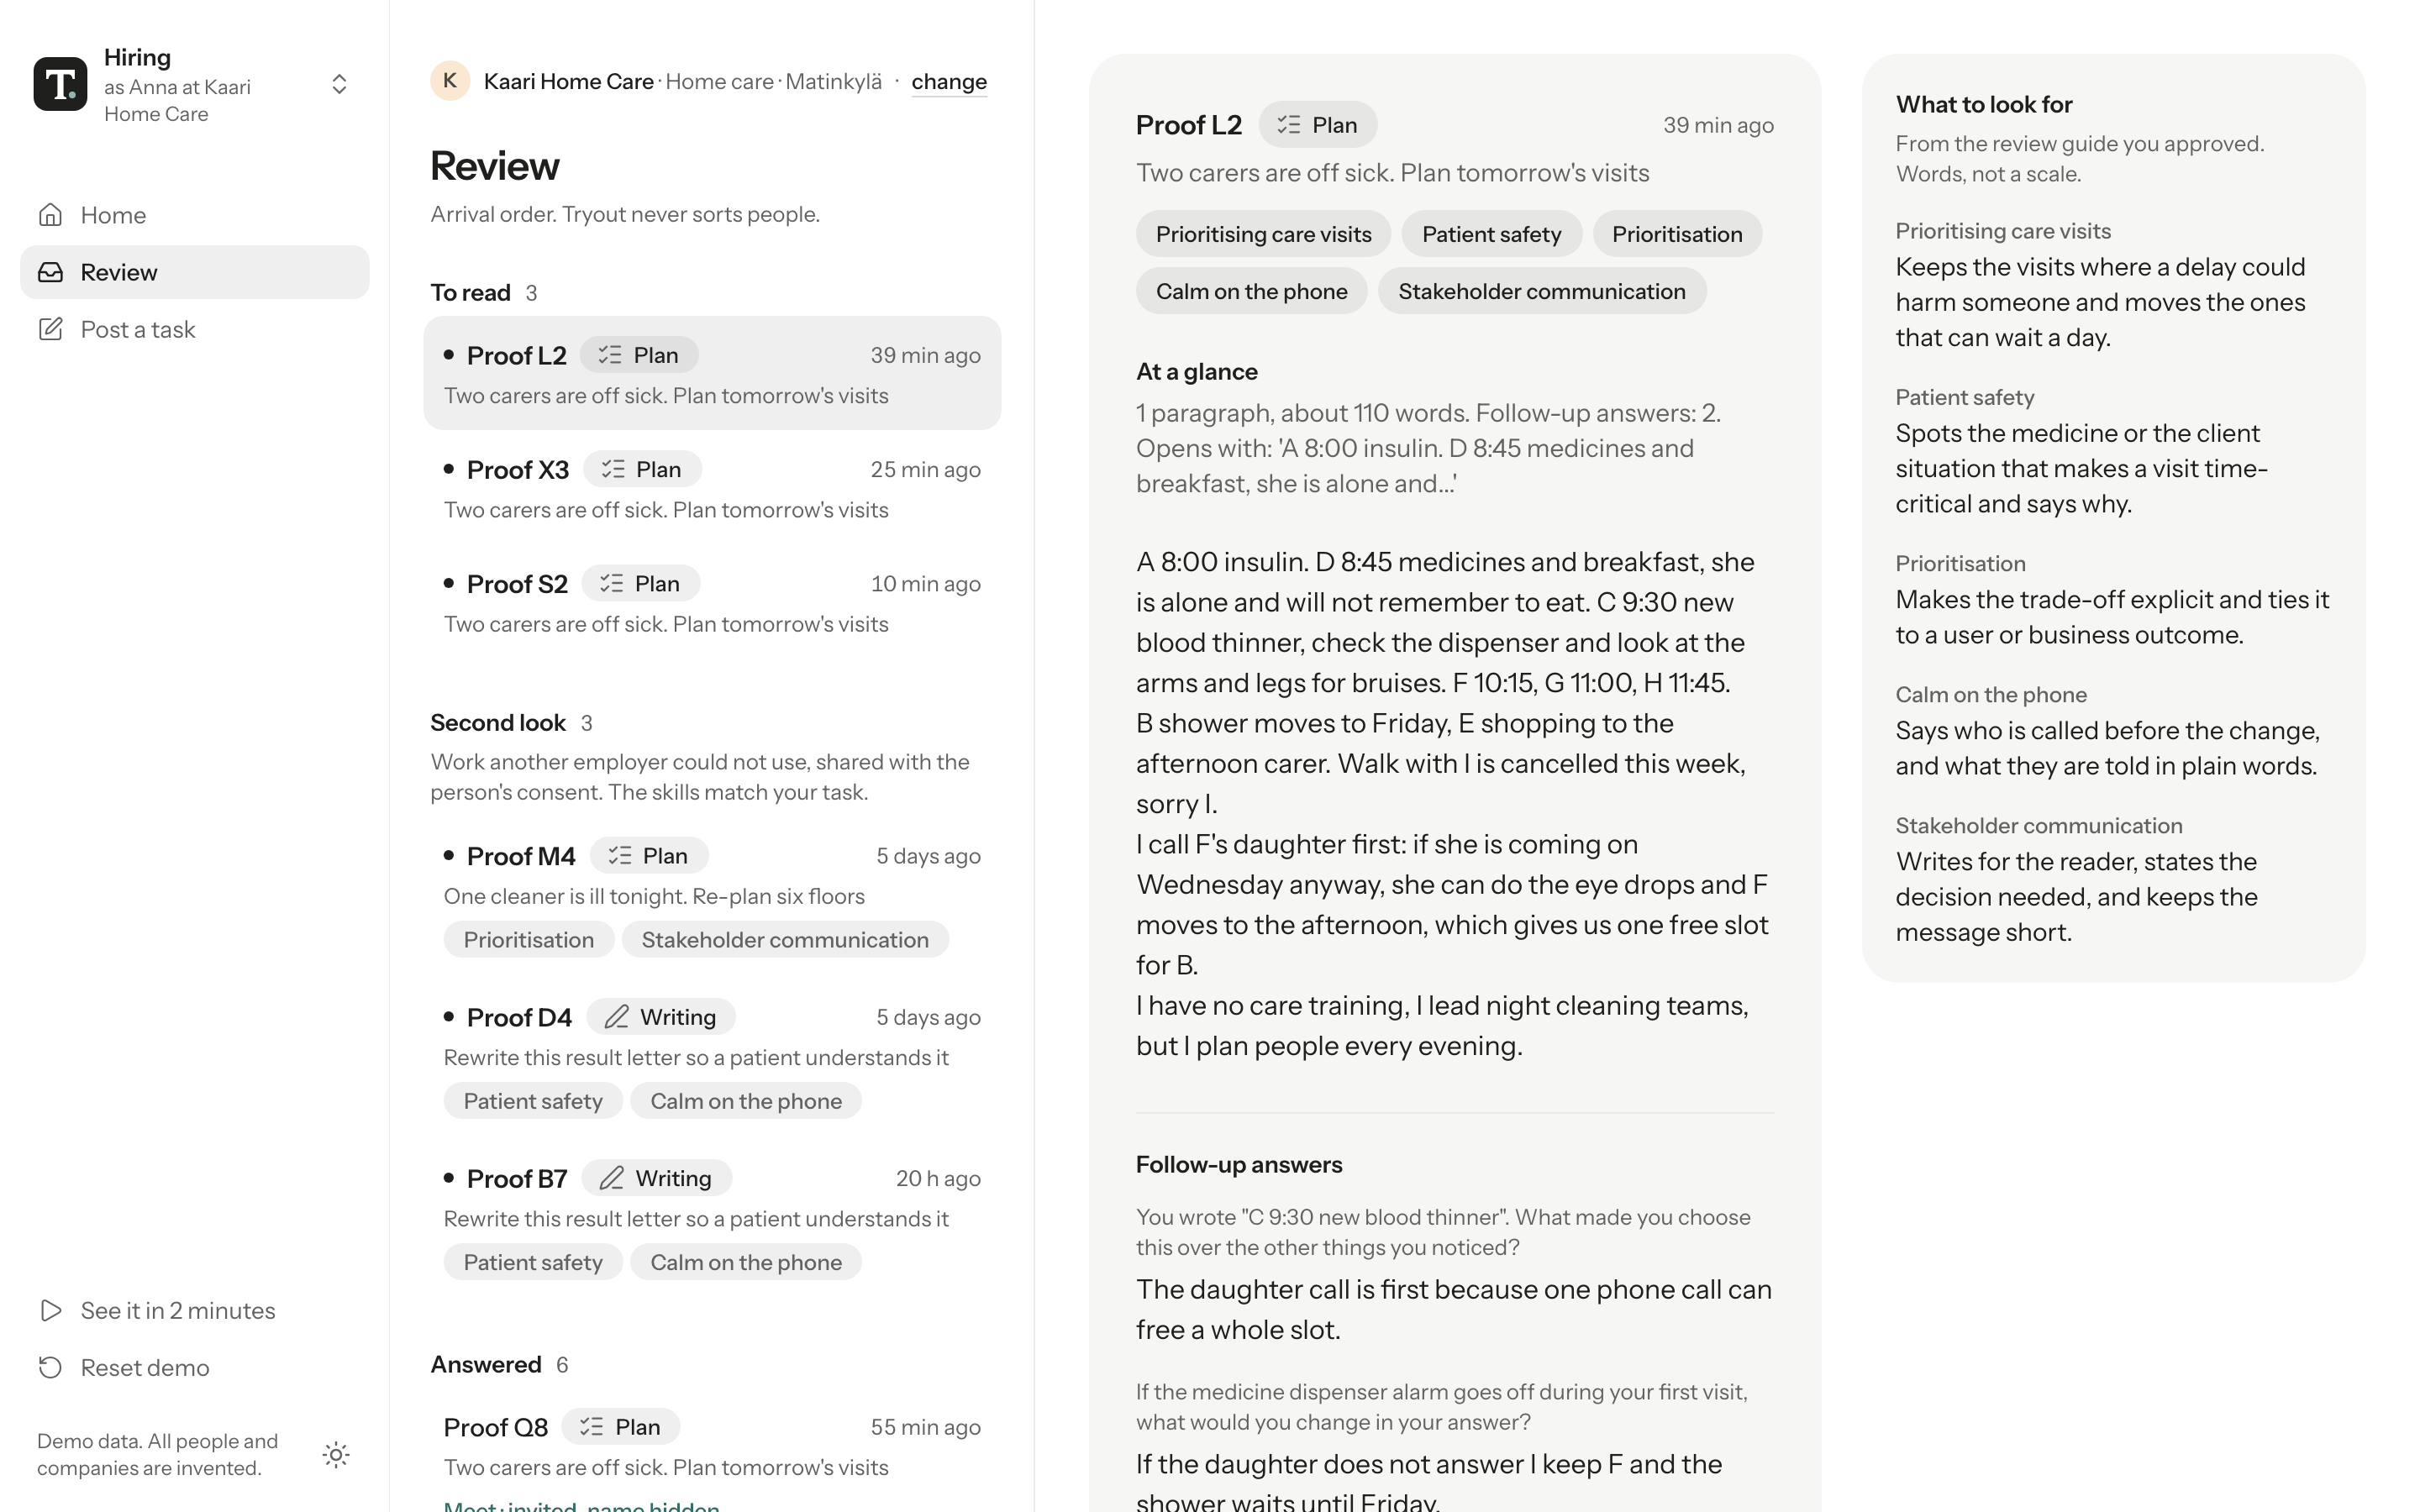 T.
Hiring
as Anna at Kaari
Home Care
Home
Review
Post a task
See it in 2 minutes
Reset demo
Demo data. All people and
companies are invented.
K
Kaari Home Care · Home care · Matinkylä · change
Review
Arrival order. Tryout never sorts people.
To read 3
Proof L2 Plan 39 min ago
Two carers are off sick. Plan tomorrow's visits
Proof X3 Plan 25 min ago
Two carers are off sick. Plan tomorrow's visits
Proof S2 Plan 10 min ago
Two carers are off sick. Plan tomorrow's visits
Second look 3
Work another employer could not use, shared with the
person's consent. The skills match your task.
Proof M4 Plan 5 days ago
One cleaner is ill tonight. Re-plan six floors
Prioritisation Stakeholder communication
Proof D4 Writing 5 days ago
Rewrite this result letter so a patient understands it
Patient safety Calm on the phone
Proof B7 Writing 20 h ago
Rewrite this result letter so a patient understands it
Patient safety Calm on the phone
Answered 6
Proof Q8 Plan 55 min ago
Two carers are off sick. Plan tomorrow's visits
Meet · invited, name hidden
Proof L2 Plan 39 min ago
Two carers are off sick. Plan tomorrow's visits
Prioritising care visits Patient safety Prioritisation
Calm on the phone Stakeholder communication
At a glance
1 paragraph, about 110 words. Follow-up answers: 2.
Opens with: 'A 8:00 insulin. D 8:45 medicines and
breakfast, she is alone and...'
A 8:00 insulin. D 8:45 medicines and breakfast, she
is alone and will not remember to eat. C 9:30 new
blood thinner, check the dispenser and look at the
arms and legs for bruises. F 10:15, G 11:00, H 11:45.
B shower moves to Friday, E shopping to the
afternoon carer. Walk with I is cancelled this week,
sorry I.
I call F's daughter first: if she is coming on
Wednesday anyway, she can do the eye drops and F
moves to the afternoon, which gives us one free slot
for B.
I have no care training, I lead night cleaning teams,
but I plan people every evening.
Follow-up answers
You wrote "C 9:30 new blood thinner". What made you choose
this over the other things you noticed?
The daughter call is first because one phone call can
free a whole slot.
If the medicine dispenser alarm goes off during your first visit,
what would you change in your answer?
If the daughter does not answer I keep F and the
shower waits until Friday.
What to look for
From the review guide you approved.
Words, not a scale.
Prioritising care visits
Keeps the visits where a delay could
harm someone and moves the ones
that can wait a day.
Patient safety
Spots the medicine or the client
situation that makes a visit time-
critical and says why.
Prioritisation
Makes the trade-off explicit and ties it
to a user or business outcome.
Calm on the phone
Says who is called before the change,
and what they are told in plain words.
Stakeholder communication
Writes for the reader, states the
decision needed, and keeps the
message short.